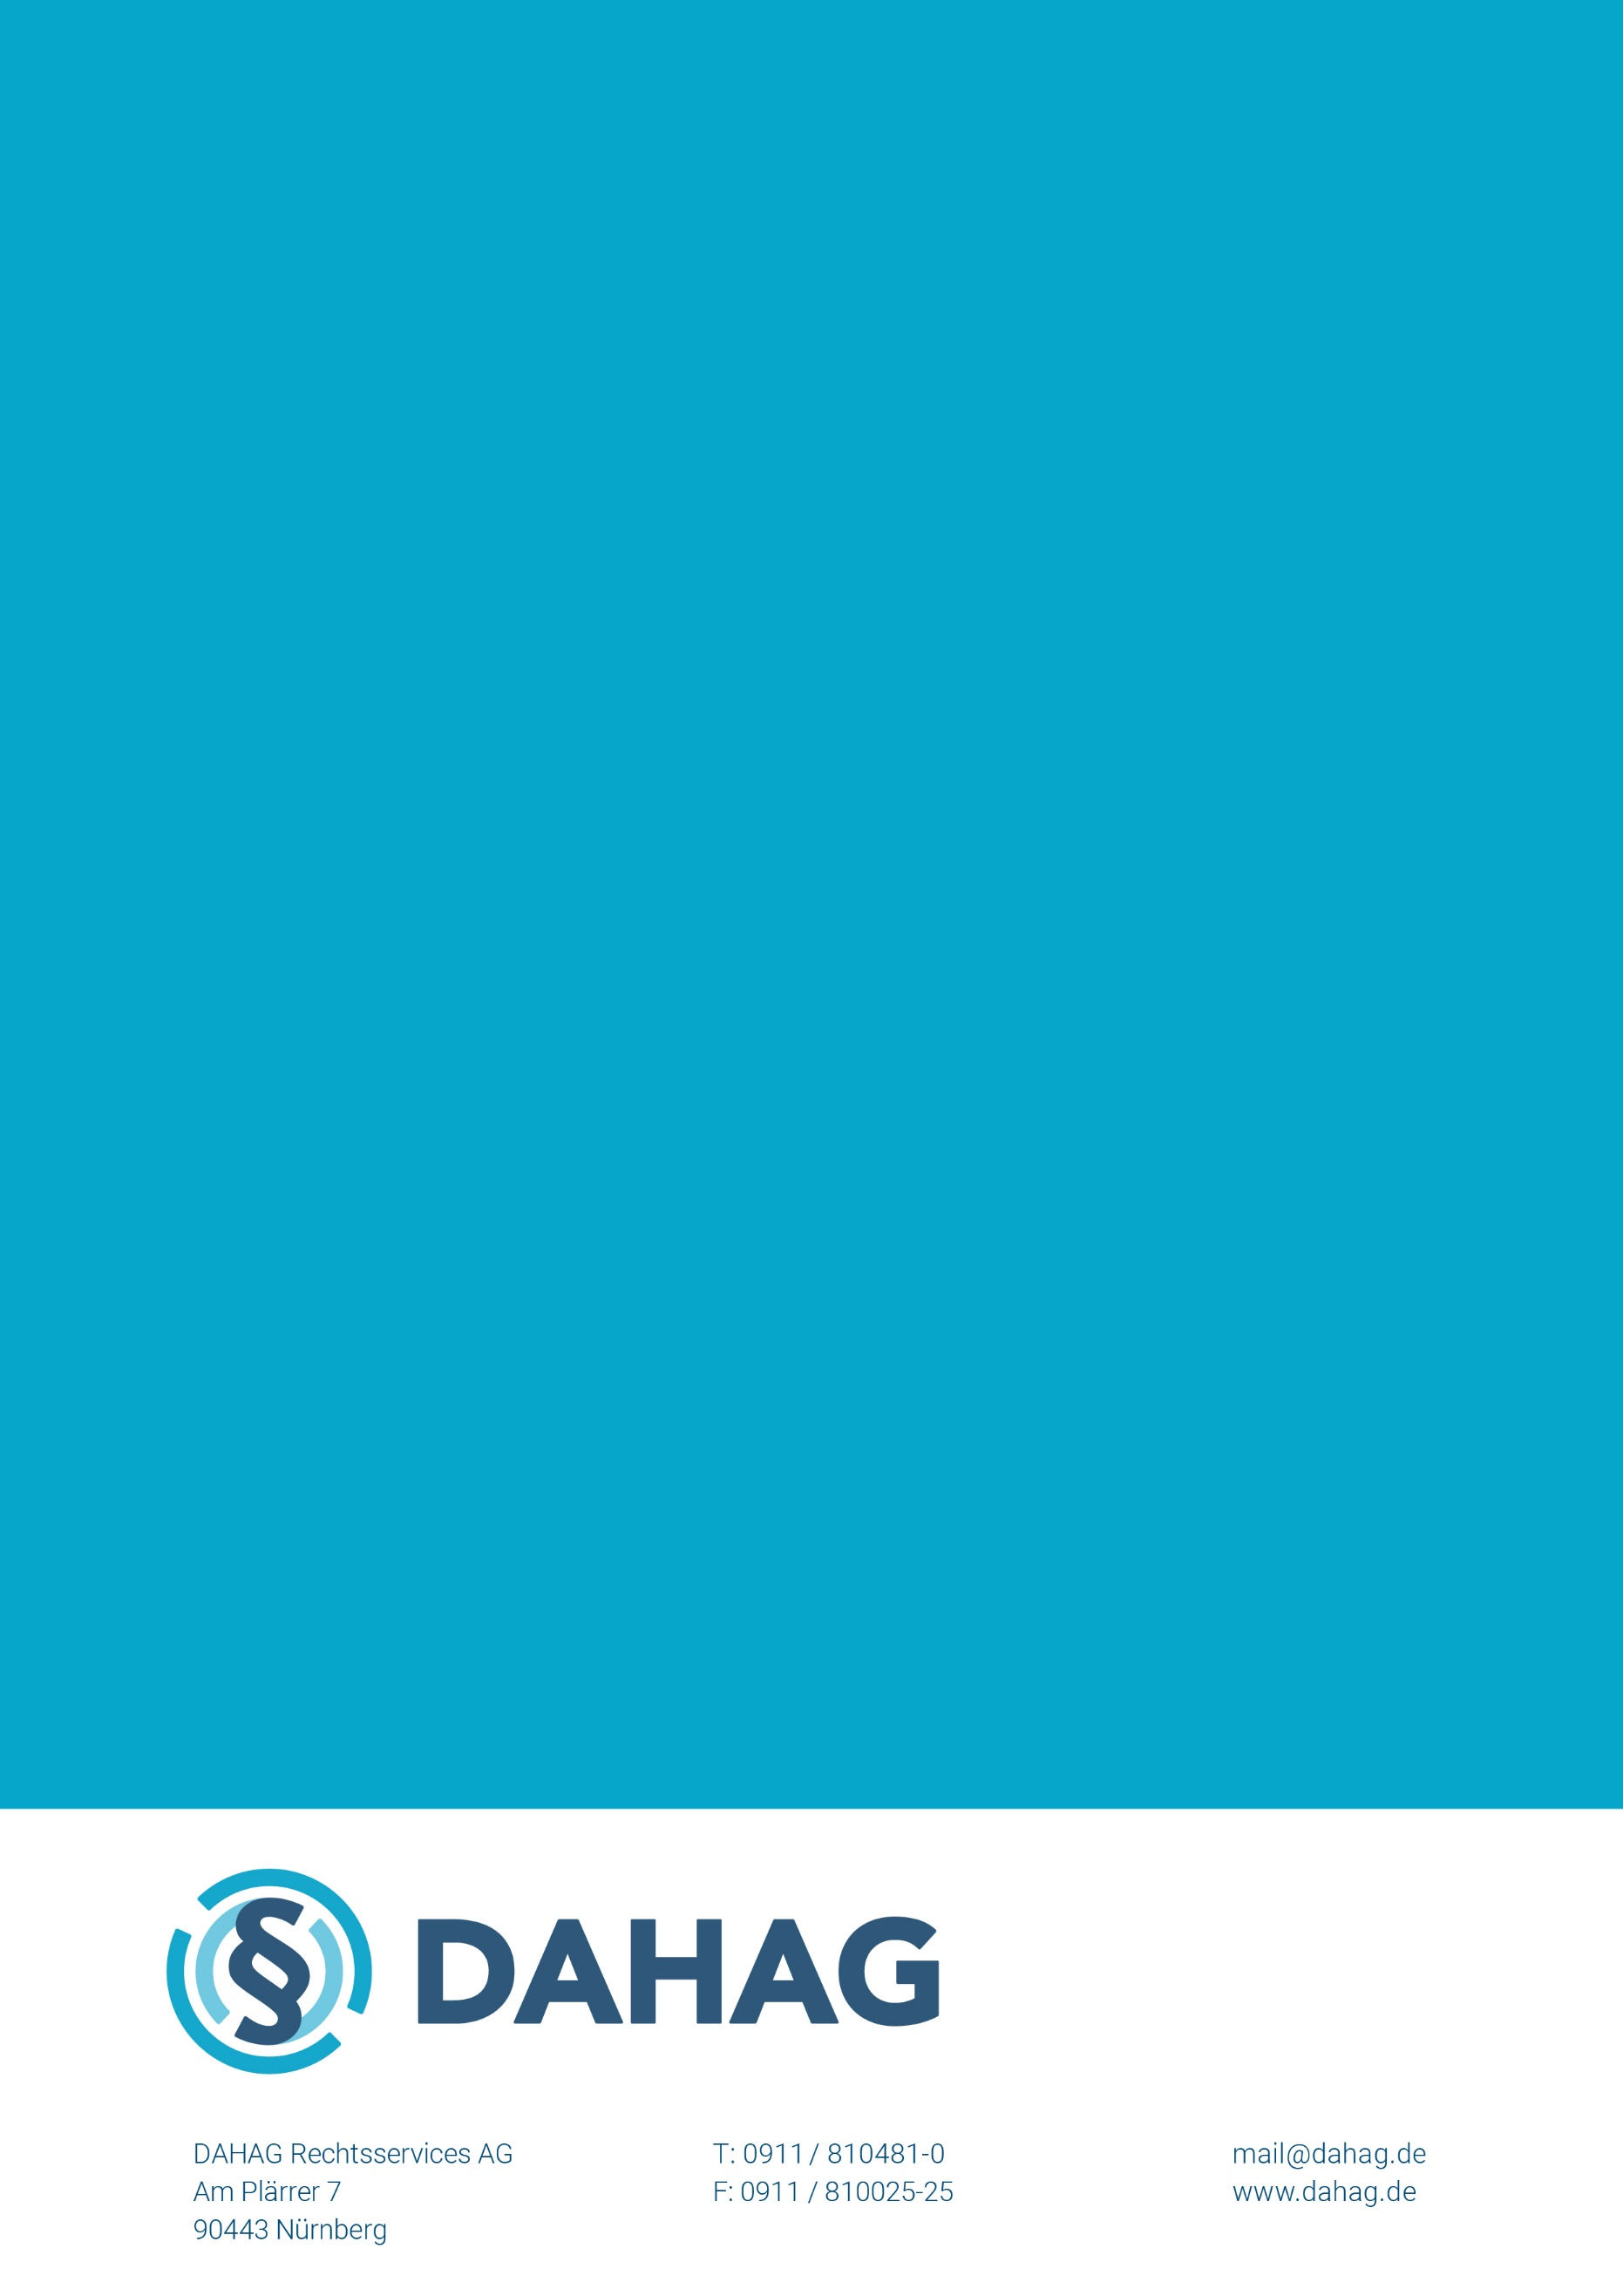 § DAHAG
DAHAG Rechtsservices AG
Am Plärrer 7
90443 Nürnberg
T: 0911 / 810481-0
F: 0911 / 810025-25
mail@dahag.de
www.dahag.de